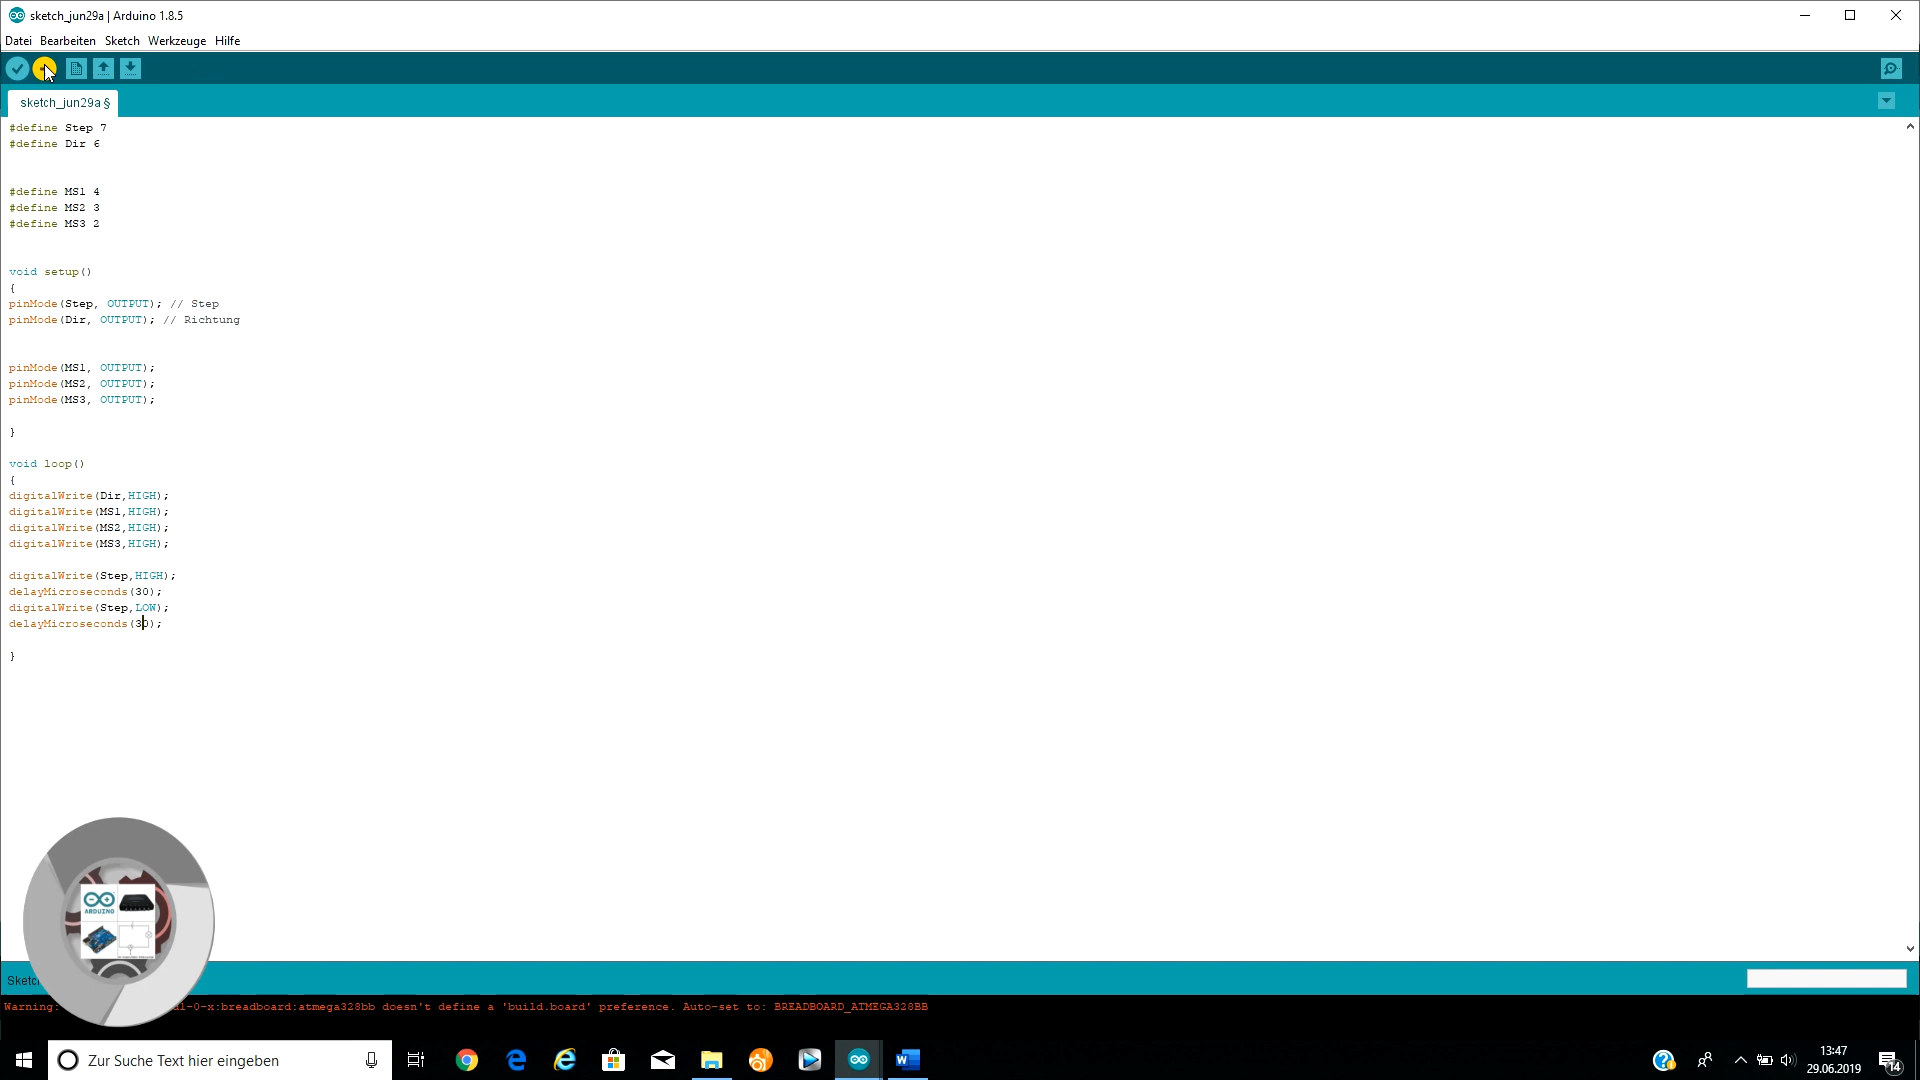 sketch_jun29a | Arduino 1.8.5
Datei Bearbeiten Sketch Werkzeuge Hilfe
sketch_jun29a §
#define Step 7
#define Dir 6
#define MS1 4
#define MS2 3
#define MS3 2
void setup()
{
pinMode(Step, OUTPUT); // Step
pinMode(Dir, OUTPUT); // Richtung
pinMode(MS1, OUTPUT);
pinMode(MS2, OUTPUT);
pinMode(MS3, OUTPUT);
}
void loop()
{
digitalWrite(Dir,HIGH);
digitalWrite(MS1,HIGH);
digitalWrite(MS2,HIGH);
digitalWrite(MS3,HIGH);
digitalWrite(Step,HIGH);
delayMicroseconds(30);
digitalWrite(Step,LOW);
delayMicroseconds(30);
}
ARDUINO
Warning: doesn't define a 'build.board' preference. Auto-set to: BREADBOARD_ATMEGA328BB
Zur Suche Text hier eingeben
13:47
29.06.2019
14